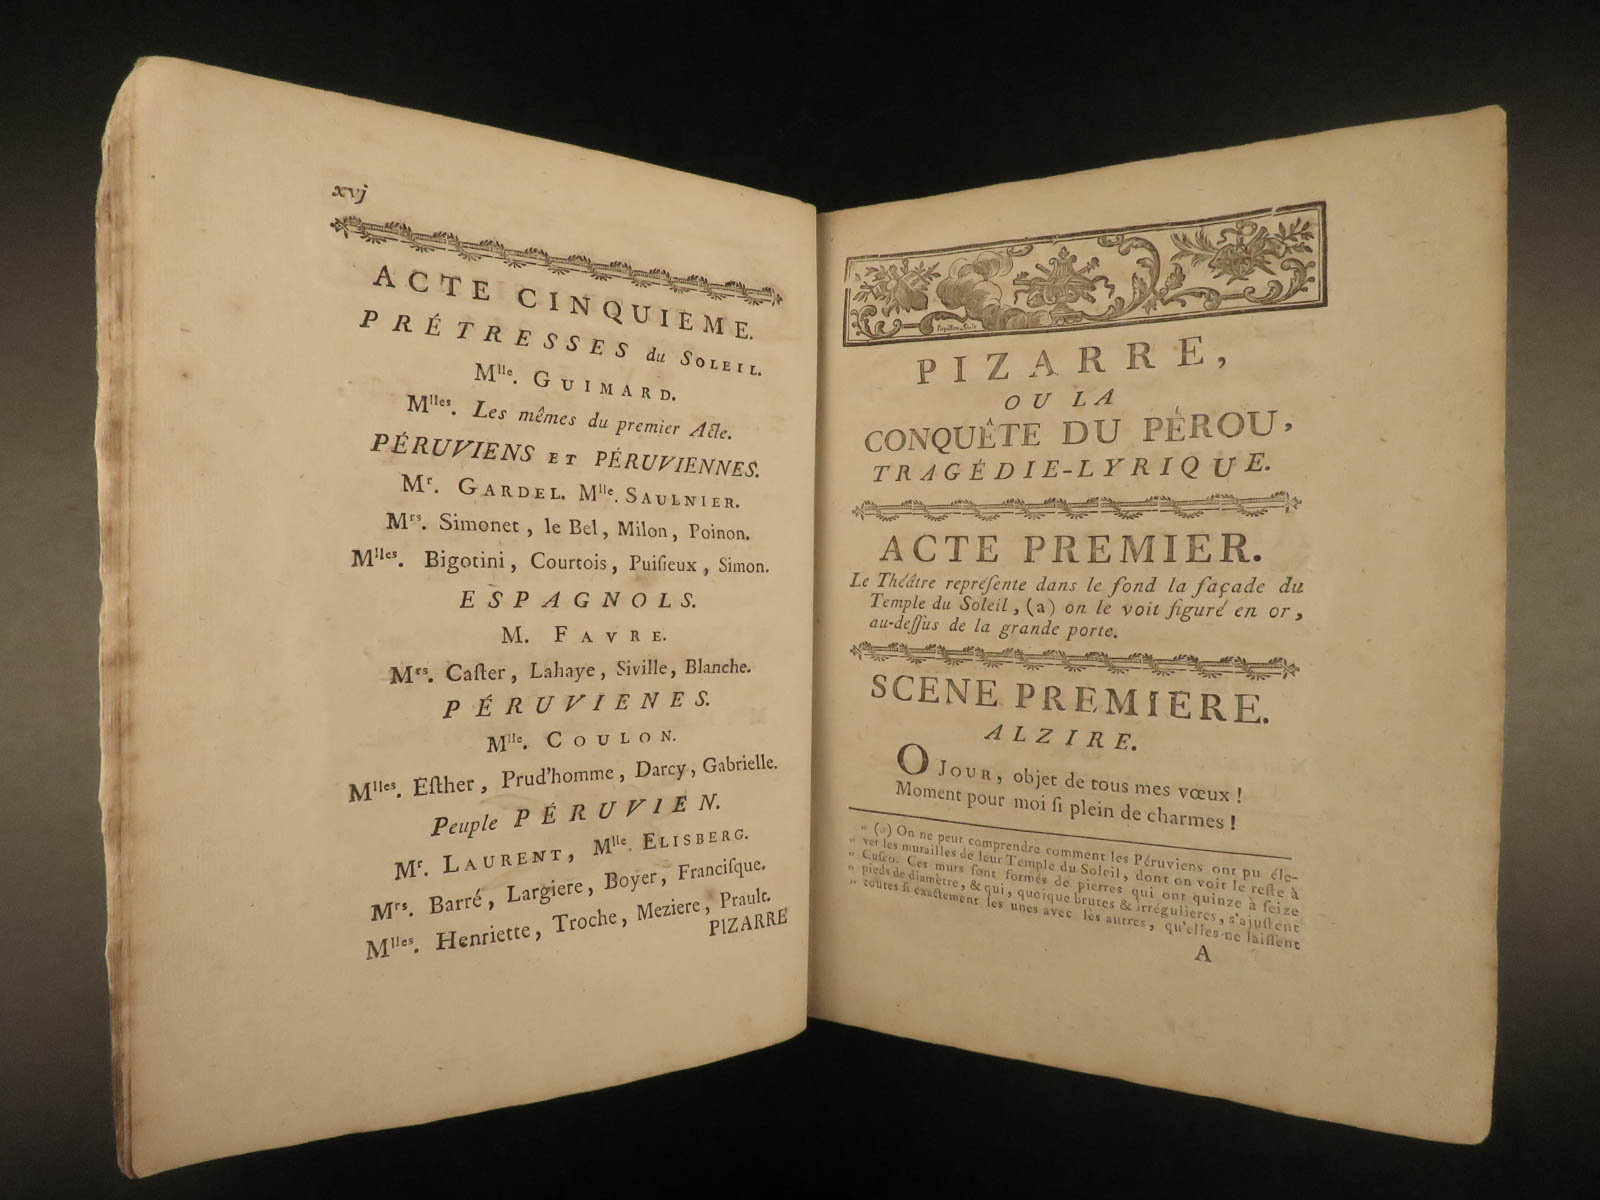 xvj
ACTE CINQUIEME.
PRÉTRESSES du SOLEIL.
Mlle. GUIMARD.
Mlles. Les mêmes du premier Acte.
PÉRUVIENS ET PÉRUVIENNES.
Mr. GARDEL. Mlle. SAULNIER.
Mrs. Simonet, le Bel, Milon, Poinon.
Mlles. Bigotini, Courtois, Puiſieux, Simon.
ESPAGNOLS.
M. FAVRE.
Mrs. Caſter, Lahaye, Siville, Blanche.
PÉRUVIENES.
Mlle. COULON.
Mlles. Eſther, Prud'homme, Darcy, Gabrielle.
Peuple PÉRUVIEN.
Mr. LAURENT, Mlle. ELISBERG.
Mrs. Barré, Largiere, Boyer, Franciſque.
Mlles. Henriette, Troche, Meziere, Prault.
PIZARRE
PIZARRE,
OU LA
CONQUÊTE DU PÉROU,
TRAGÉDIE-LYRIQUE.
ACTE PREMIER.
Le Théâtre repréſente dans le fond la façade du
Temple du Soleil, (a) on le voit figuré en or,
au-deſſus de la grande porte.
SCENE PREMIERE.
ALZIRE.
O JOUR, objet de tous mes vœux !
Moment pour moi ſi plein de charmes !
" (a) On ne peut comprendre comment les Péruviens ont pu éle-
" ver les murailles de leur Temple du Soleil, dont on voit le reſte à
" Cuſco. Ces murs ſont formés de pierres qui ont quinze à ſeize
" pieds de diamètre, & qui, quoique brutes & irrégulieres, s'ajuſtent
" toutes ſi exactement les unes avec les autres, qu'elles ne laiſſent
A